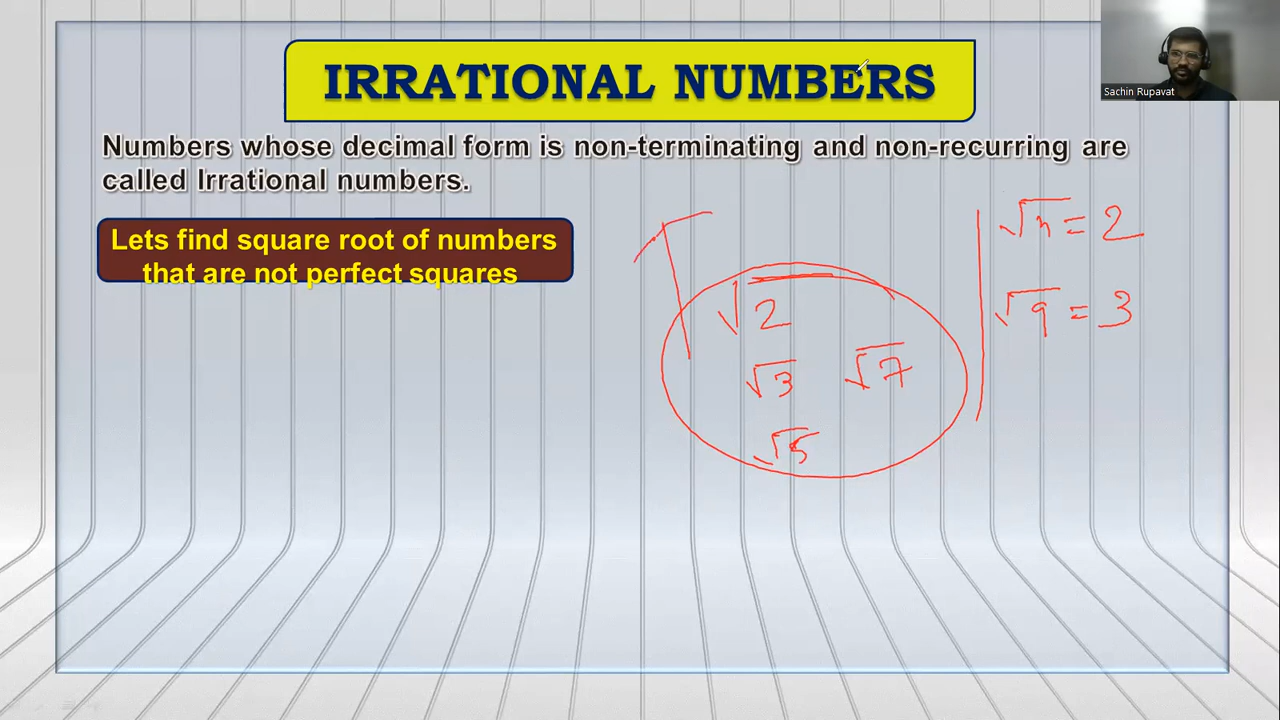 IRRATIONAL NUMBERS
Sachin Rupavat
Numbers whose decimal form is non-terminating and non-recurring are
called Irrational numbers.
Lets find square root of numbers
that are not perfect squares
√2
√3 √7
√5
√4 = 2
√9 = 3